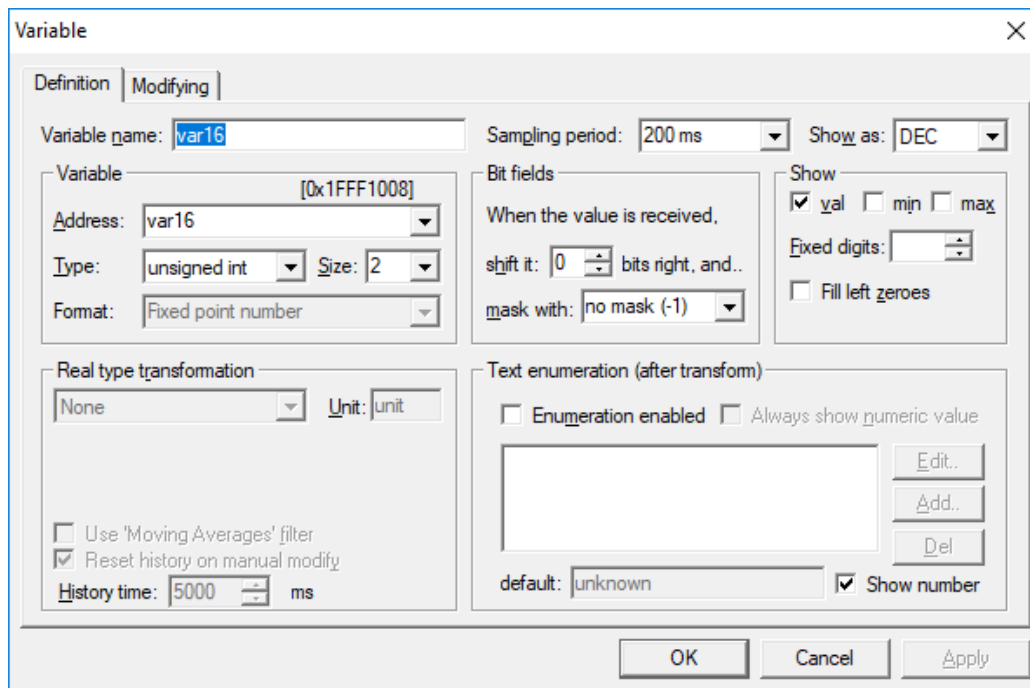 Variable
Definition Modifying
Variable name: var16 Sampling period: 200 ms Show as: DEC
Variable
[0x1FFF1008]
Address: var16
Type: unsigned int Size: 2
Format: Fixed point number
Bit fields
When the value is received,
shift it: 0 bits right, and..
mask with: no mask (-1)
Show
val min max
Fixed digits:
Fill left zeroes
Real type transformation
None Unit: unit
Use 'Moving Averages' filter
Reset history on manual modify
History time: 5000 ms
Text enumeration (after transform)
Enumeration enabled Always show numeric value
Edit..
Add..
Del
default: unknown Show number
OK Cancel Apply